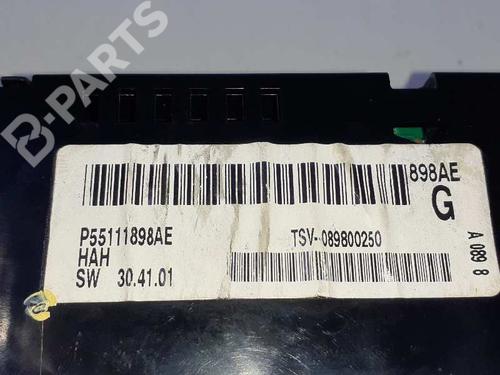 B-PARTS
898AE
G
P55111898AE
HAH
SW 30.41.01
TSV-089800250
A 089 8